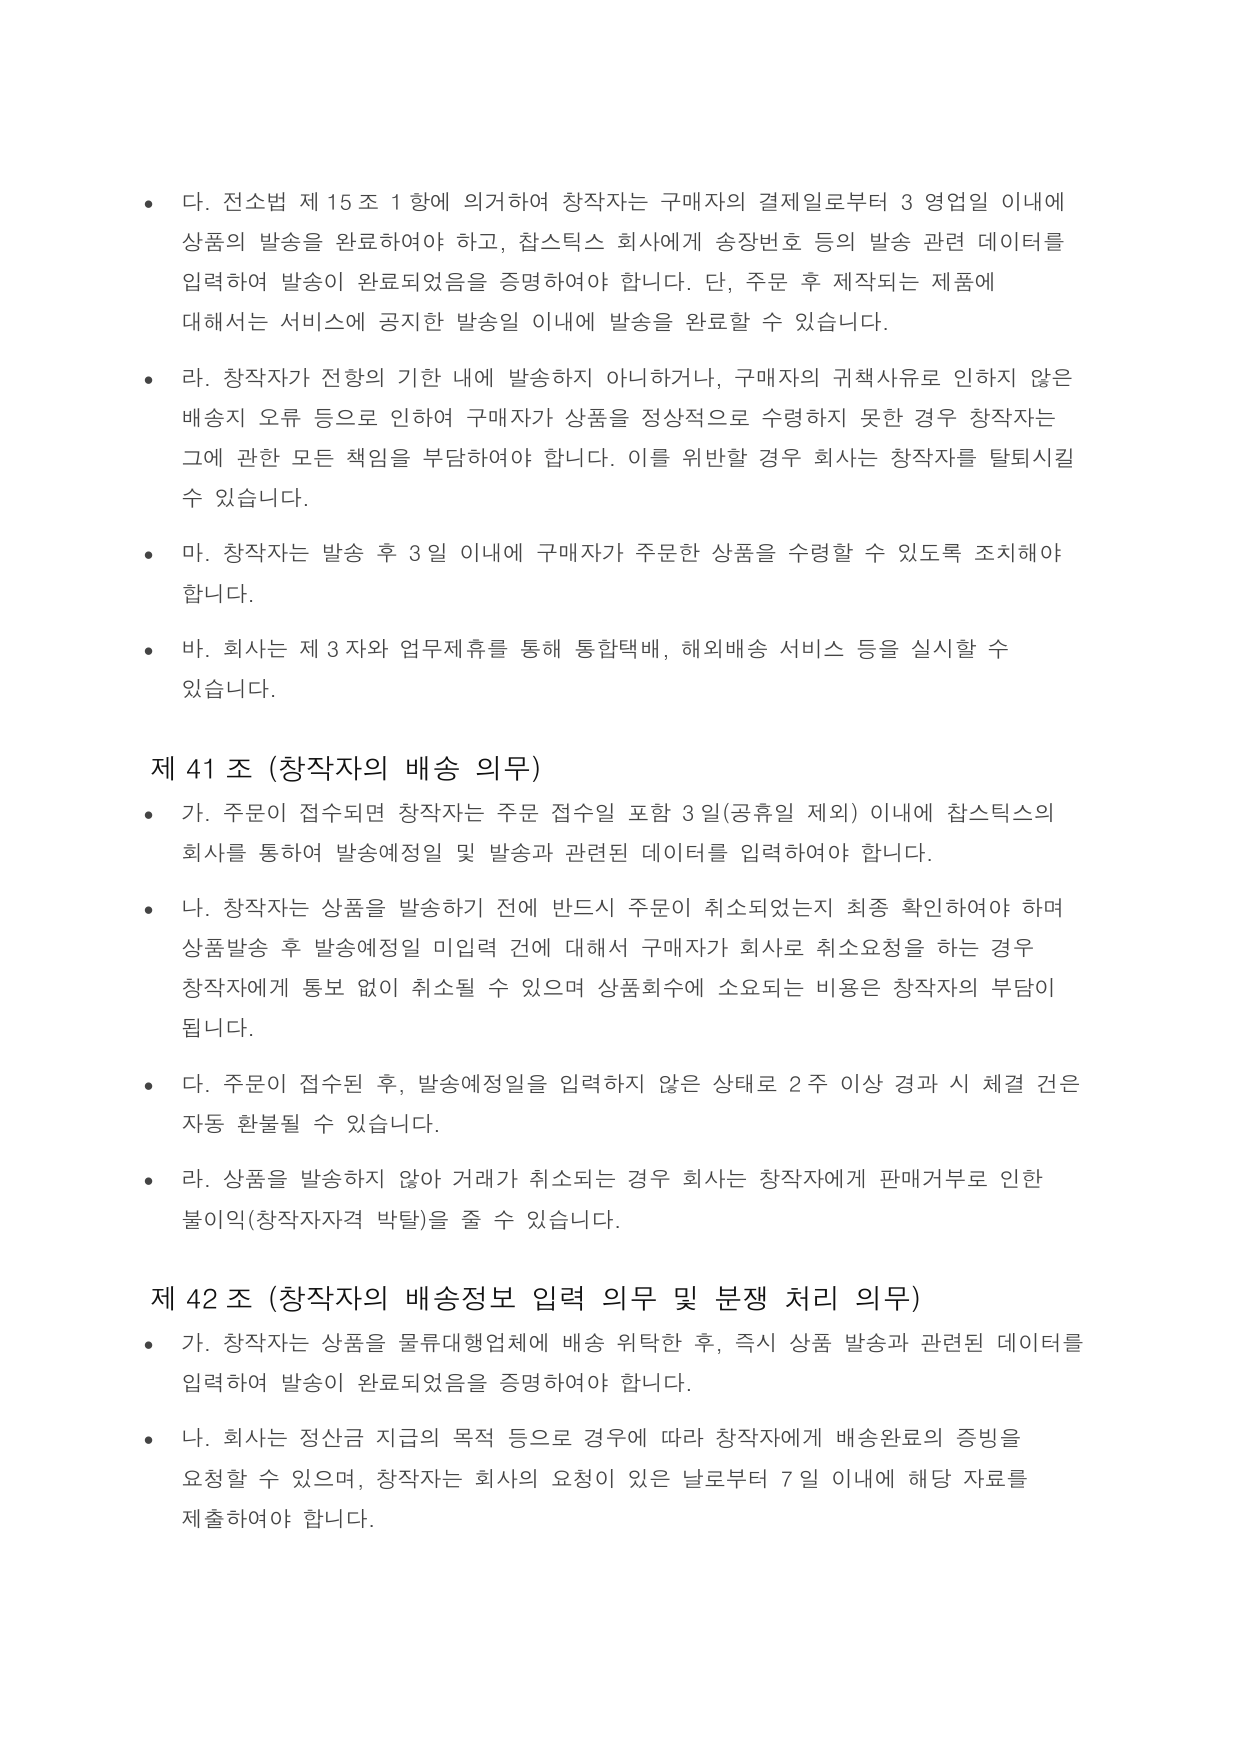 • 다. 전소법 제 15 조 1 항에 의거하여 창작자는 구매자의 결제일로부터 3 영업일 이내에
상품의 발송을 완료하여야 하고, 찹스틱스 회사에게 송장번호 등의 발송 관련 데이터를
입력하여 발송이 완료되었음을 증명하여야 합니다. 단, 주문 후 제작되는 제품에
대해서는 서비스에 공지한 발송일 이내에 발송을 완료할 수 있습니다.
• 라. 창작자가 전항의 기한 내에 발송하지 아니하거나, 구매자의 귀책사유로 인하지 않은
배송지 오류 등으로 인하여 구매자가 상품을 정상적으로 수령하지 못한 경우 창작자는
그에 관한 모든 책임을 부담하여야 합니다. 이를 위반할 경우 회사는 창작자를 탈퇴시킬
수 있습니다.
• 마. 창작자는 발송 후 3 일 이내에 구매자가 주문한 상품을 수령할 수 있도록 조치해야
합니다.
• 바. 회사는 제 3 자와 업무제휴를 통해 통합택배, 해외배송 서비스 등을 실시할 수
있습니다.
제 41 조 (창작자의 배송 의무)
• 가. 주문이 접수되면 창작자는 주문 접수일 포함 3 일(공휴일 제외) 이내에 찹스틱스의
회사를 통하여 발송예정일 및 발송과 관련된 데이터를 입력하여야 합니다.
• 나. 창작자는 상품을 발송하기 전에 반드시 주문이 취소되었는지 최종 확인하여야 하며
상품발송 후 발송예정일 미입력 건에 대해서 구매자가 회사로 취소요청을 하는 경우
창작자에게 통보 없이 취소될 수 있으며 상품회수에 소요되는 비용은 창작자의 부담이
됩니다.
• 다. 주문이 접수된 후, 발송예정일을 입력하지 않은 상태로 2 주 이상 경과 시 체결 건은
자동 환불될 수 있습니다.
• 라. 상품을 발송하지 않아 거래가 취소되는 경우 회사는 창작자에게 판매거부로 인한
불이익(창작자자격 박탈)을 줄 수 있습니다.
제 42 조 (창작자의 배송정보 입력 의무 및 분쟁 처리 의무)
• 가. 창작자는 상품을 물류대행업체에 배송 위탁한 후, 즉시 상품 발송과 관련된 데이터를
입력하여 발송이 완료되었음을 증명하여야 합니다.
• 나. 회사는 정산금 지급의 목적 등으로 경우에 따라 창작자에게 배송완료의 증빙을
요청할 수 있으며, 창작자는 회사의 요청이 있은 날로부터 7 일 이내에 해당 자료를
제출하여야 합니다.